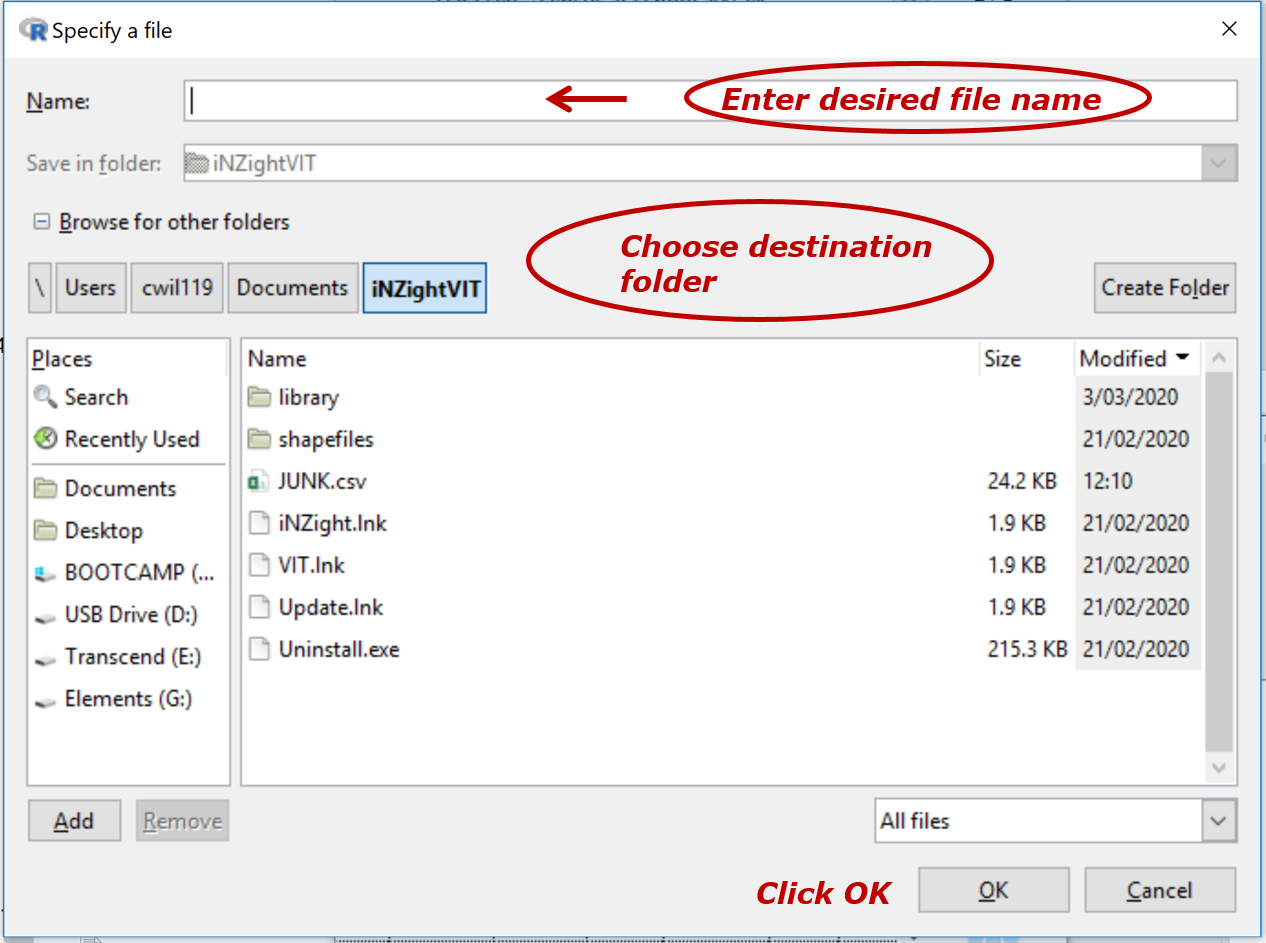 Specify a file
Name:
Enter desired file name
Save in folder: iNZightVIT
Browse for other folders
Choose destination
folder
\ Users cwil119 Documents iNZightVIT Create Folder
Places
Search
Recently Used
Documents
Desktop
BOOTCAMP (...
USB Drive (D:)
Transcend (E:)
Elements (G:)
Name Size Modified
library 3/03/2020
shapefiles 21/02/2020
JUNK.csv 24.2 KB 12:10
iNZight.lnk 1.9 KB 21/02/2020
VIT.lnk 1.9 KB 21/02/2020
Update.lnk 1.9 KB 21/02/2020
Uninstall.exe 215.3 KB 21/02/2020
Add Remove All files
Click OK OK Cancel